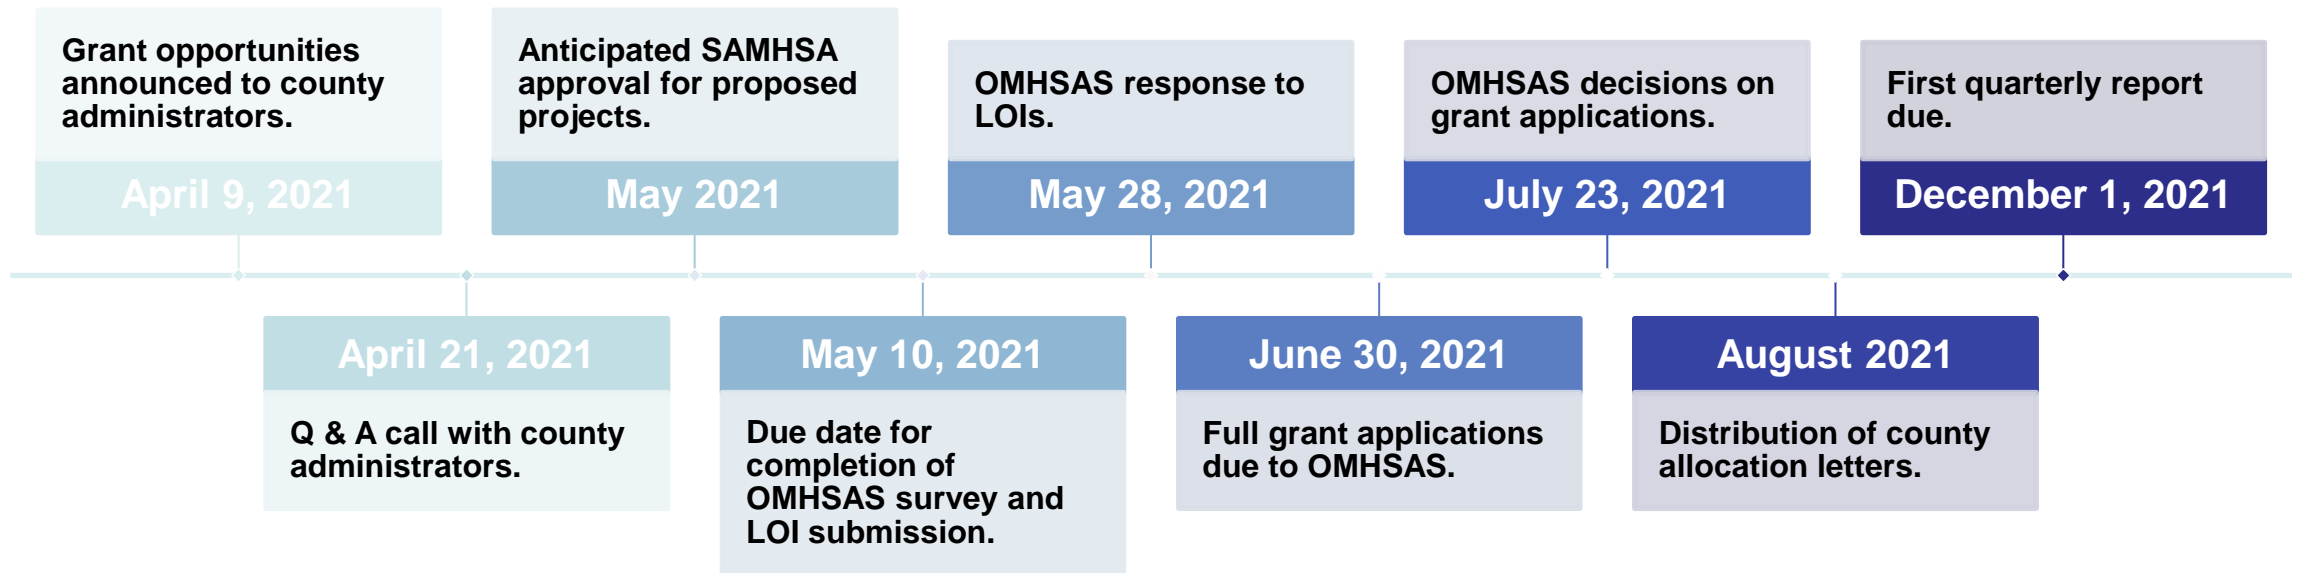 Grant opportunities
announced to county
administrators.
April 9, 2021
April 21, 2021
Q & A call with county
administrators.
Anticipated SAMHSA
approval for proposed
projects.
May 2021
May 10, 2021
Due date for
completion of
OMHSAS survey and
LOI submission.
OMHSAS response to
LOIs.
May 28, 2021
June 30, 2021
Full grant applications
due to OMHSAS.
OMHSAS decisions on
grant applications.
July 23, 2021
August 2021
Distribution of county
allocation letters.
First quarterly report
due.
December 1, 2021